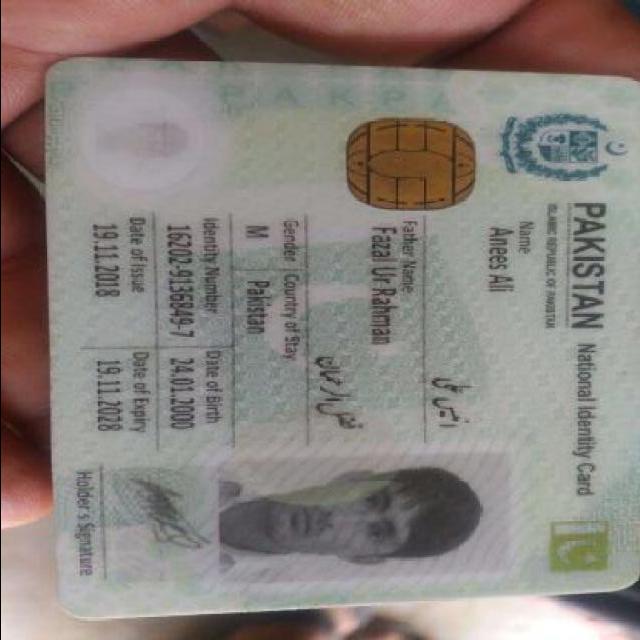 PAKISTAN National Identity Card
ISLAMIC REPUBLIC OF PAKISTAN
Name
Anees Ali
انیس علی
Father Name
Fazal Ur Rahman
فضل الرحمان
Gender Country of Stay
M Pakistan
Identity Number Date of Birth
16202-9136849-7 24.01.2000
Date of Issue Date of Expiry
19.11.2018 19.11.2028
Holder's Signature